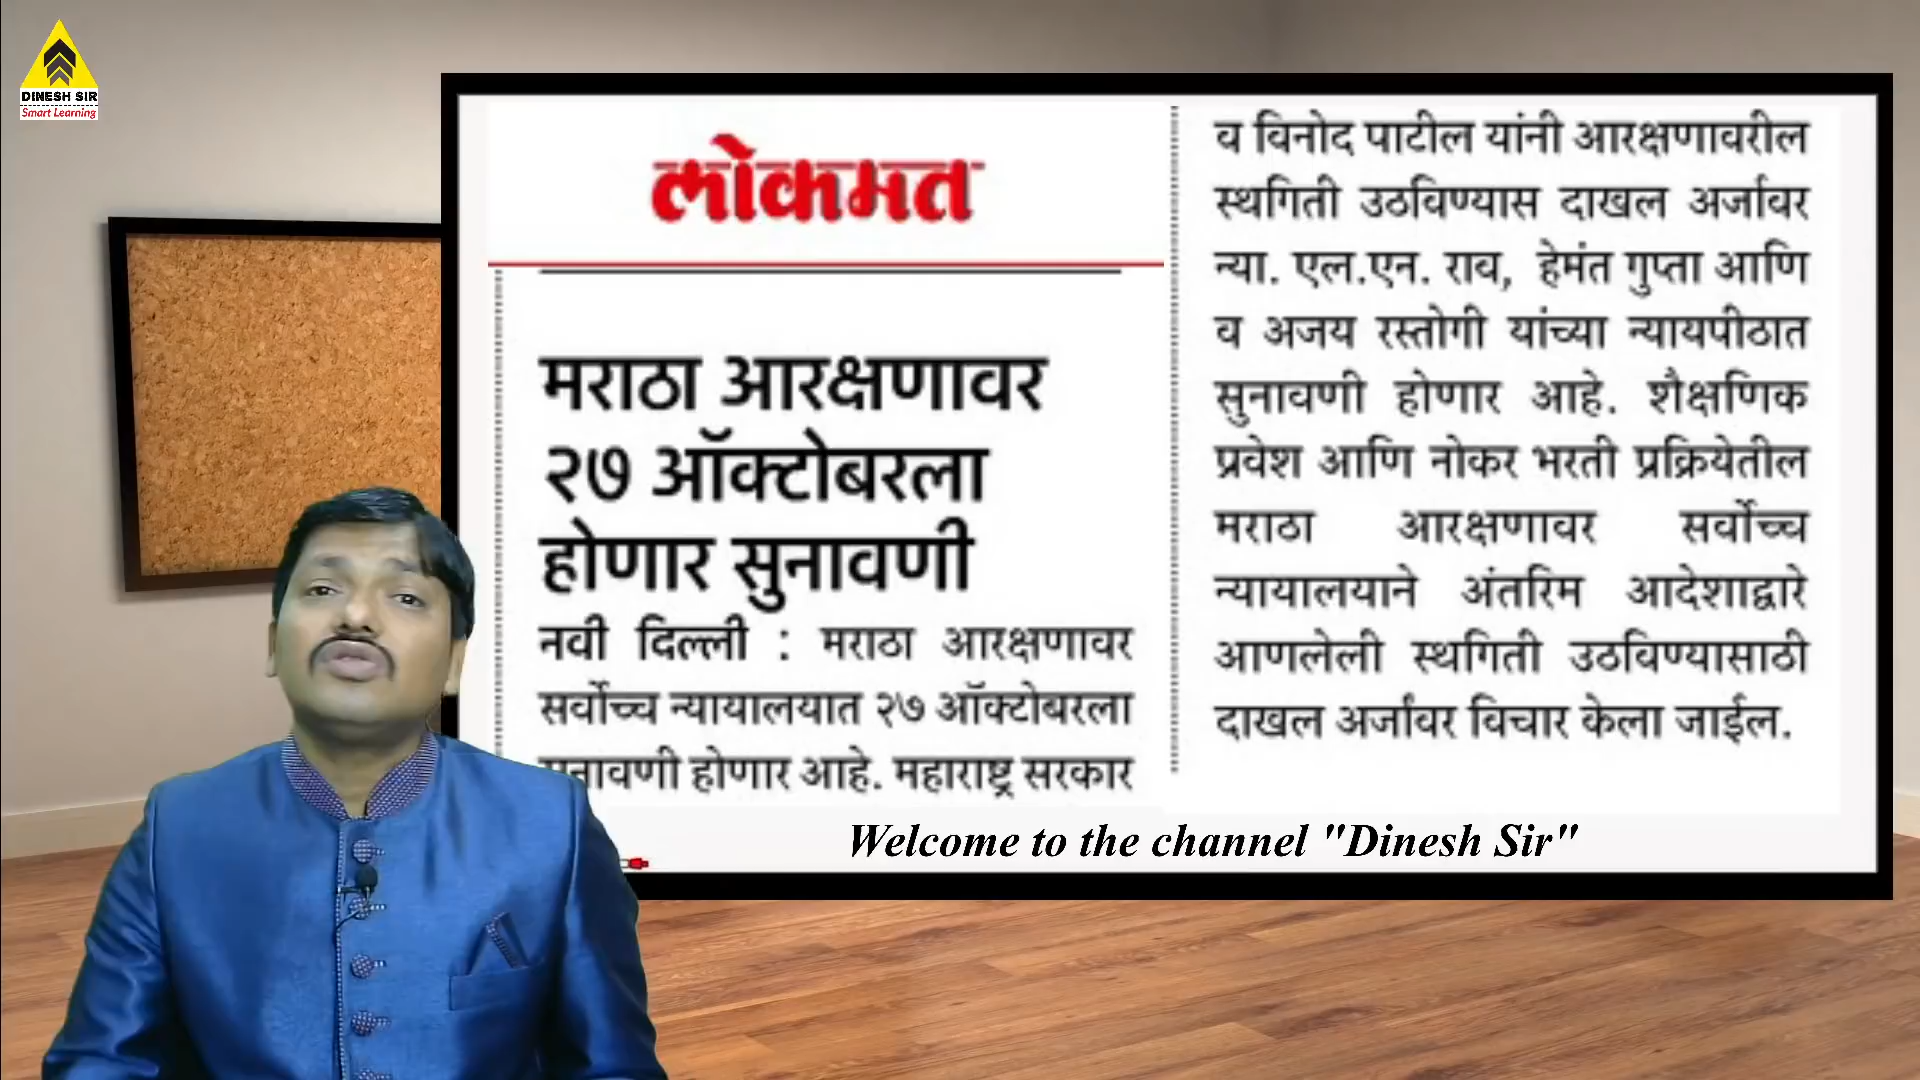 DINESH SIR
Smart Learning
लोकमत
मराठा आरक्षणावर
२७ ऑक्टोबरला
होणार सुनावणी
नवी दिल्ली : मराठा आरक्षणावर
सर्वोच्च न्यायालयात २७ ऑक्टोबरला
सुनावणी होणार आहे. महाराष्ट्र सरकार
व विनोद पाटील यांनी आरक्षणावरील
स्थगिती उठविण्यास दाखल अर्जावर
न्या. एल.एन. राव, हेमंत गुप्ता आणि
व अजय रस्तोगी यांच्या न्यायपीठात
सुनावणी होणार आहे. शैक्षणिक
प्रवेश आणि नोकर भरती प्रक्रियेतील
मराठा आरक्षणावर सर्वोच्च
न्यायालयाने अंतरिम आदेशाद्वारे
आणलेली स्थगिती उठविण्यासाठी
दाखल अर्जांवर विचार केला जाईल.
Welcome to the channel "Dinesh Sir"